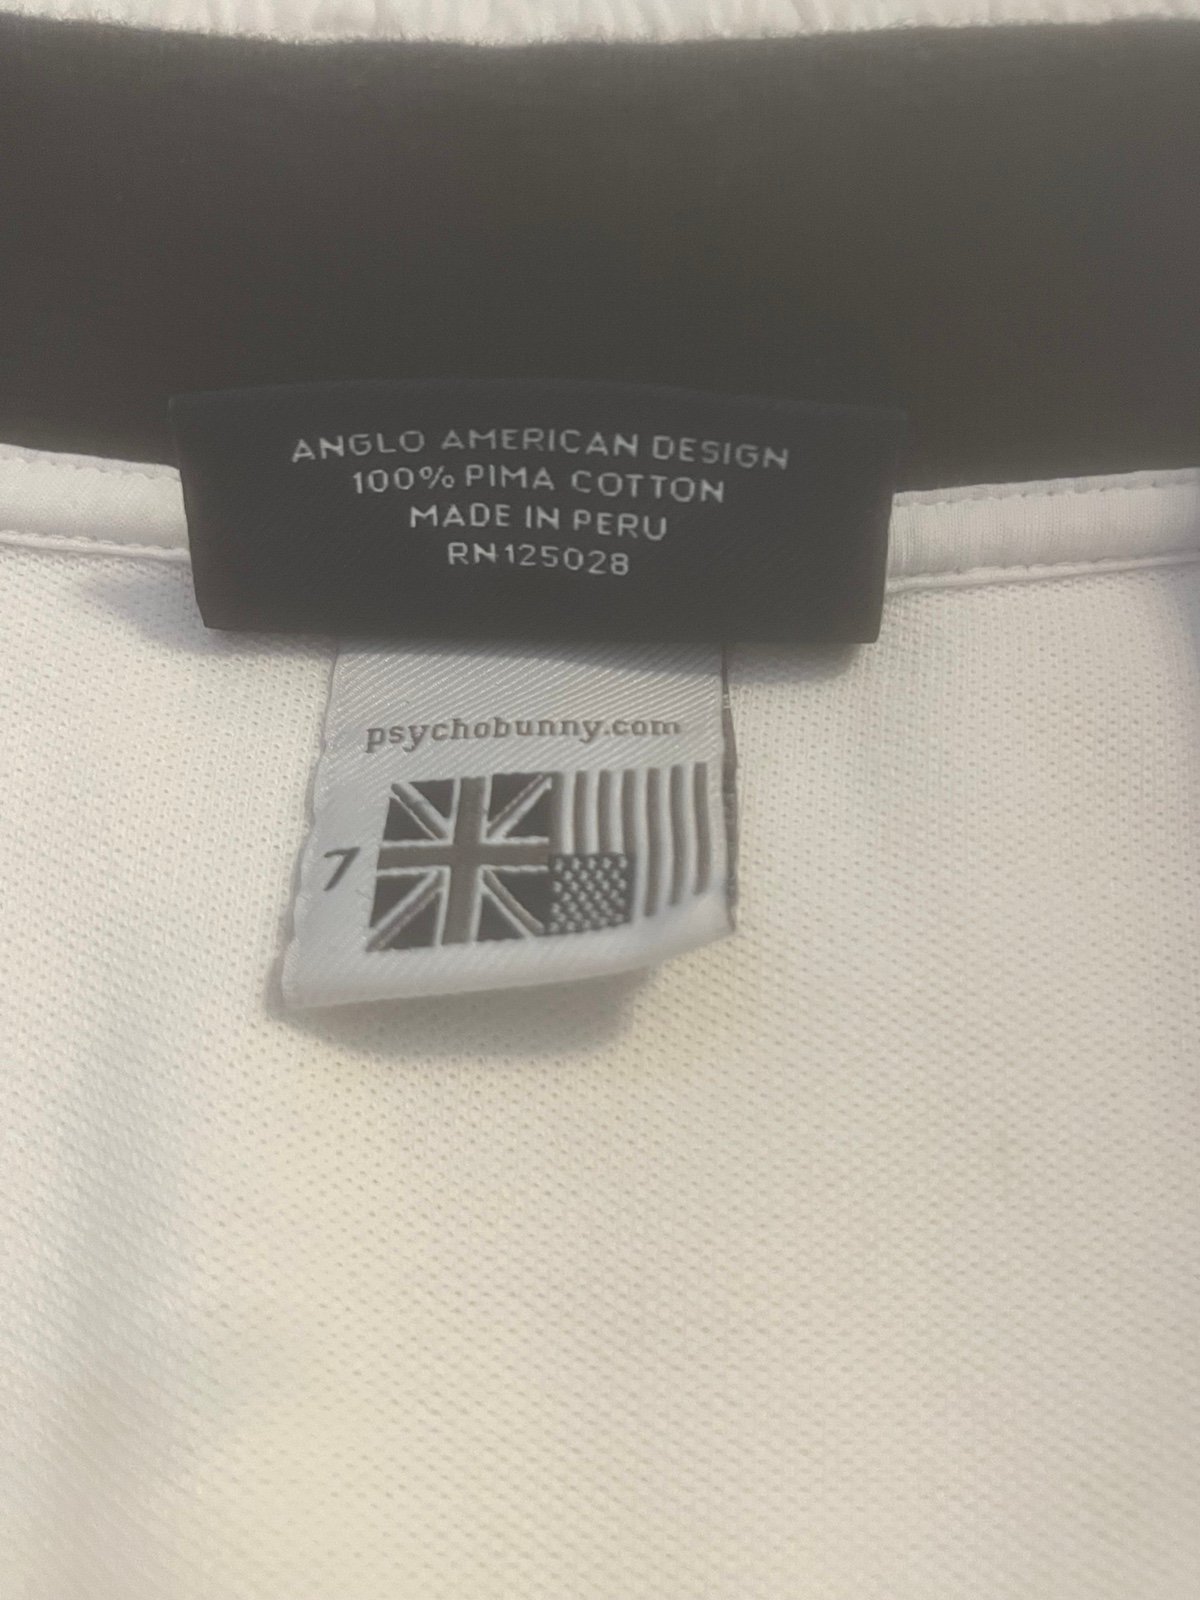 ANGLO AMERICAN DESIGN
100% PIMA COTTON
MADE IN PERU
RN125028
psychobunny.com
7